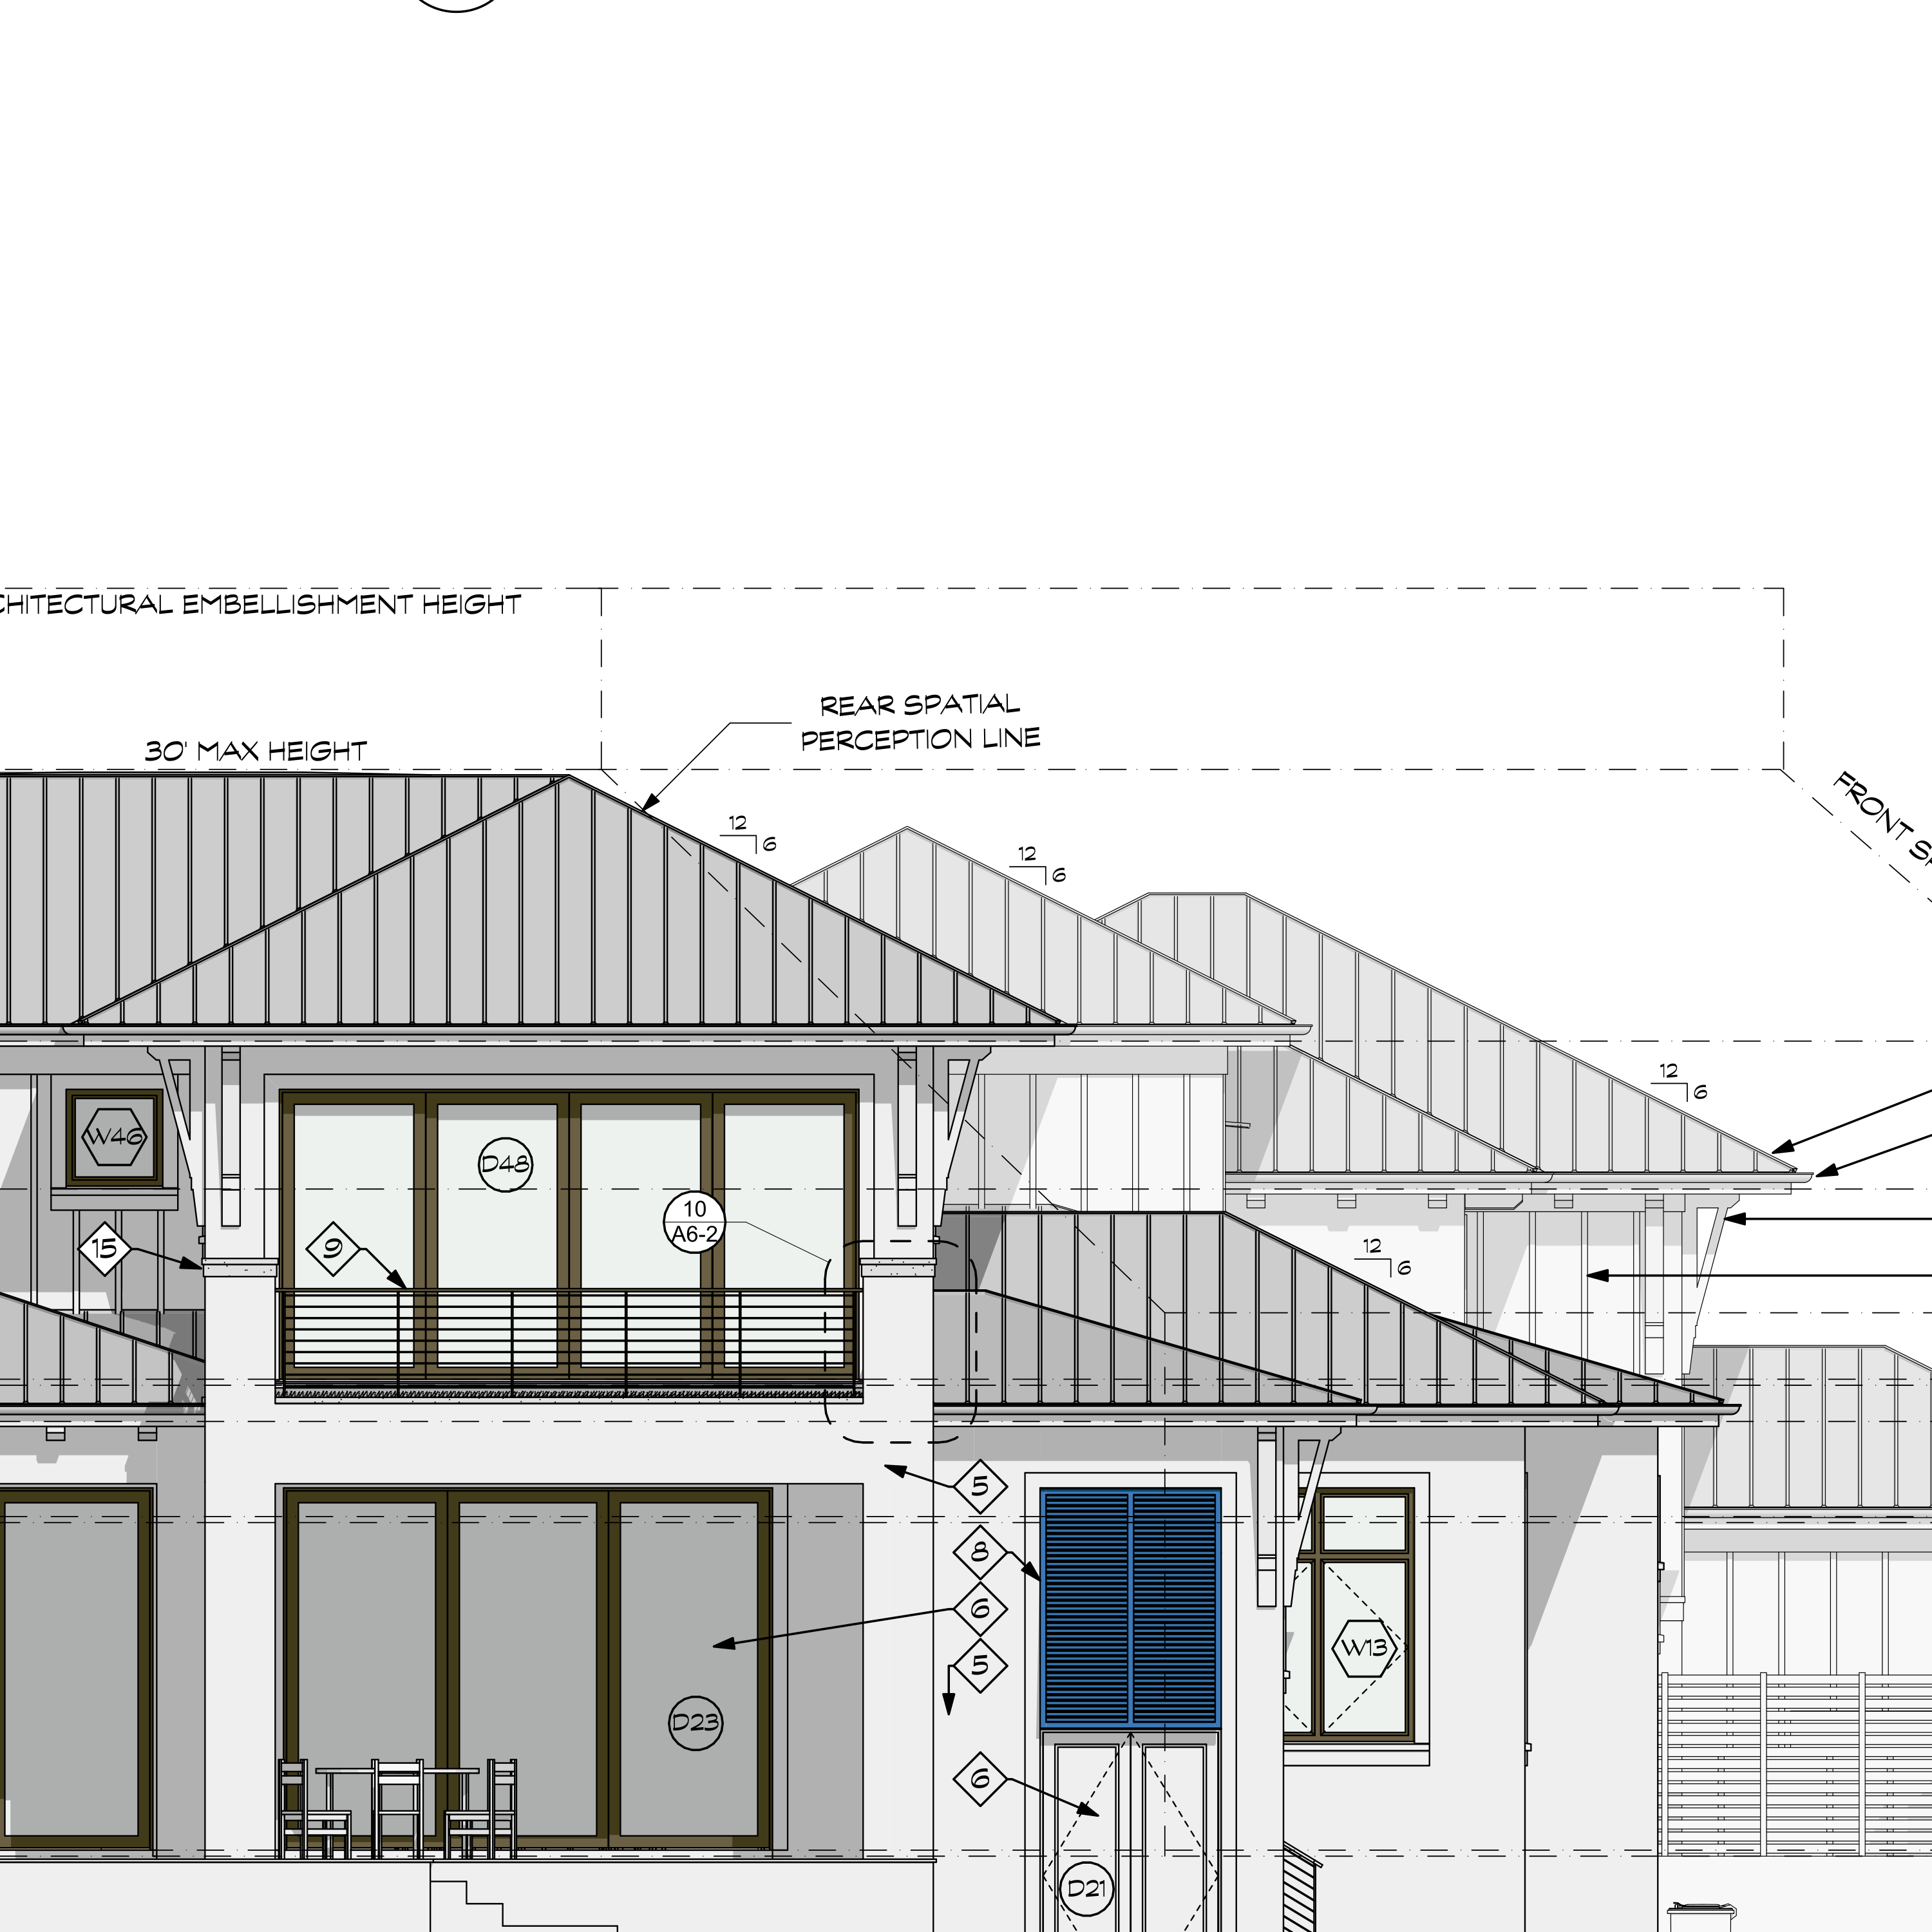 EMBELLISHMENT HEIGHT
REAR SPATIAL
PERCEPTION LINE
30' MAX HEIGHT
FRONT
12
6
12
6
12
6
W46
D48
10
A6-2
15
9
12
6
5
8
6
5
W13
D23
6
D21